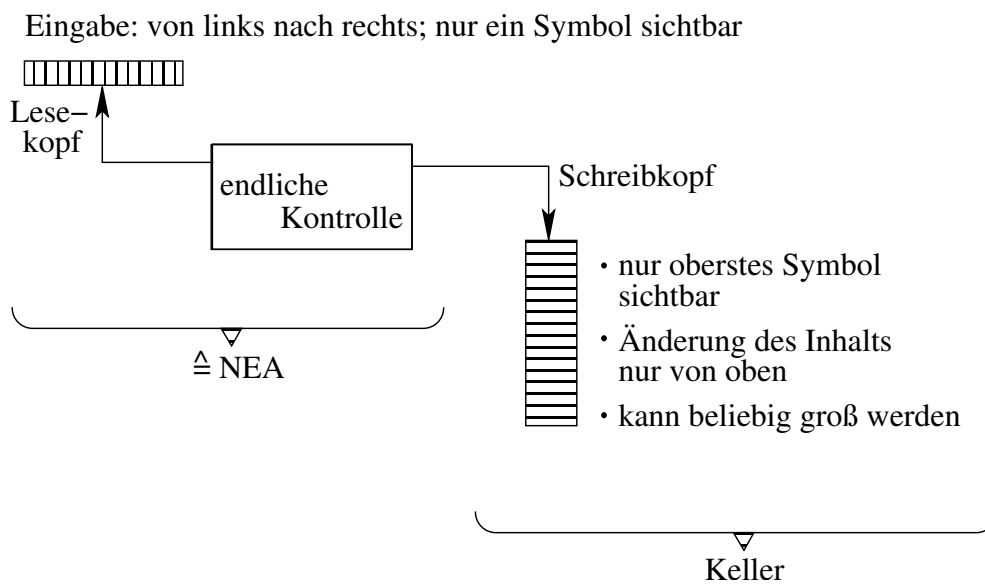 Eingabe: von links nach rechts; nur ein Symbol sichtbar
Lese–
kopf
endliche
Kontrolle
Schreibkopf
· nur oberstes Symbol
sichtbar
· Änderung des Inhalts
nur von oben
· kann beliebig groß werden
≙ NEA
Keller